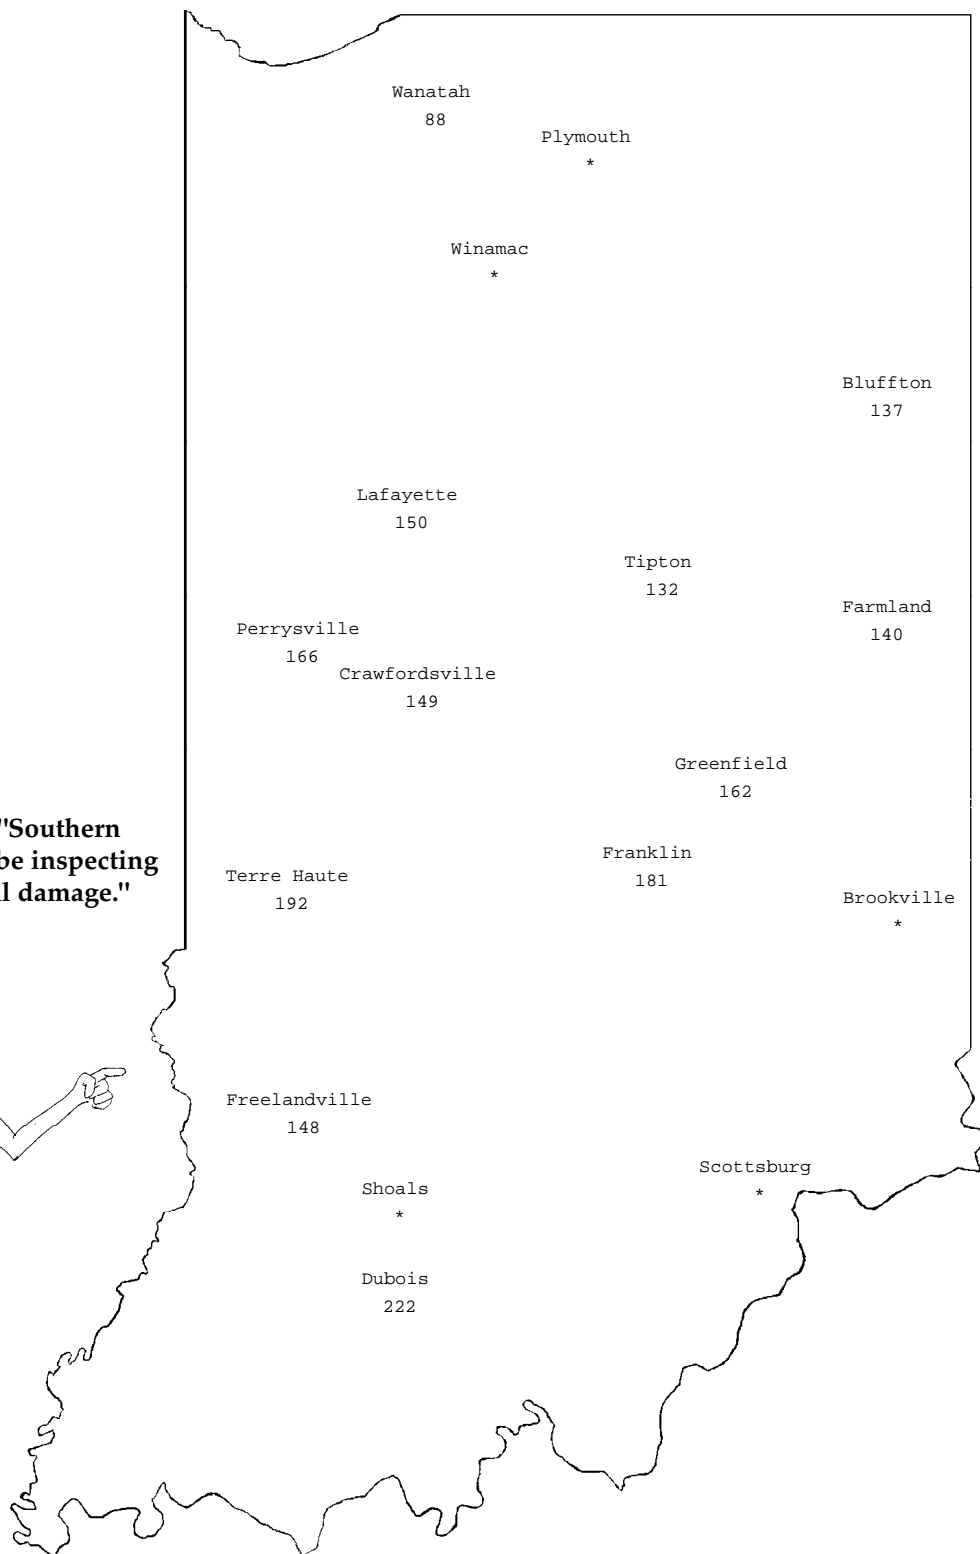 Wanatah
88
Plymouth
*
Winamac
*
Bluffton
137
Lafayette
150
Tipton
132
Farmland
140
Perrysville
166
Crawfordsville
149
Greenfield
162
"Southern
be inspecting
damage."
Franklin
181
Terre Haute
192
Brookville
*
Freelandville
148
Scottsburg
*
Shoals
*
Dubois
222